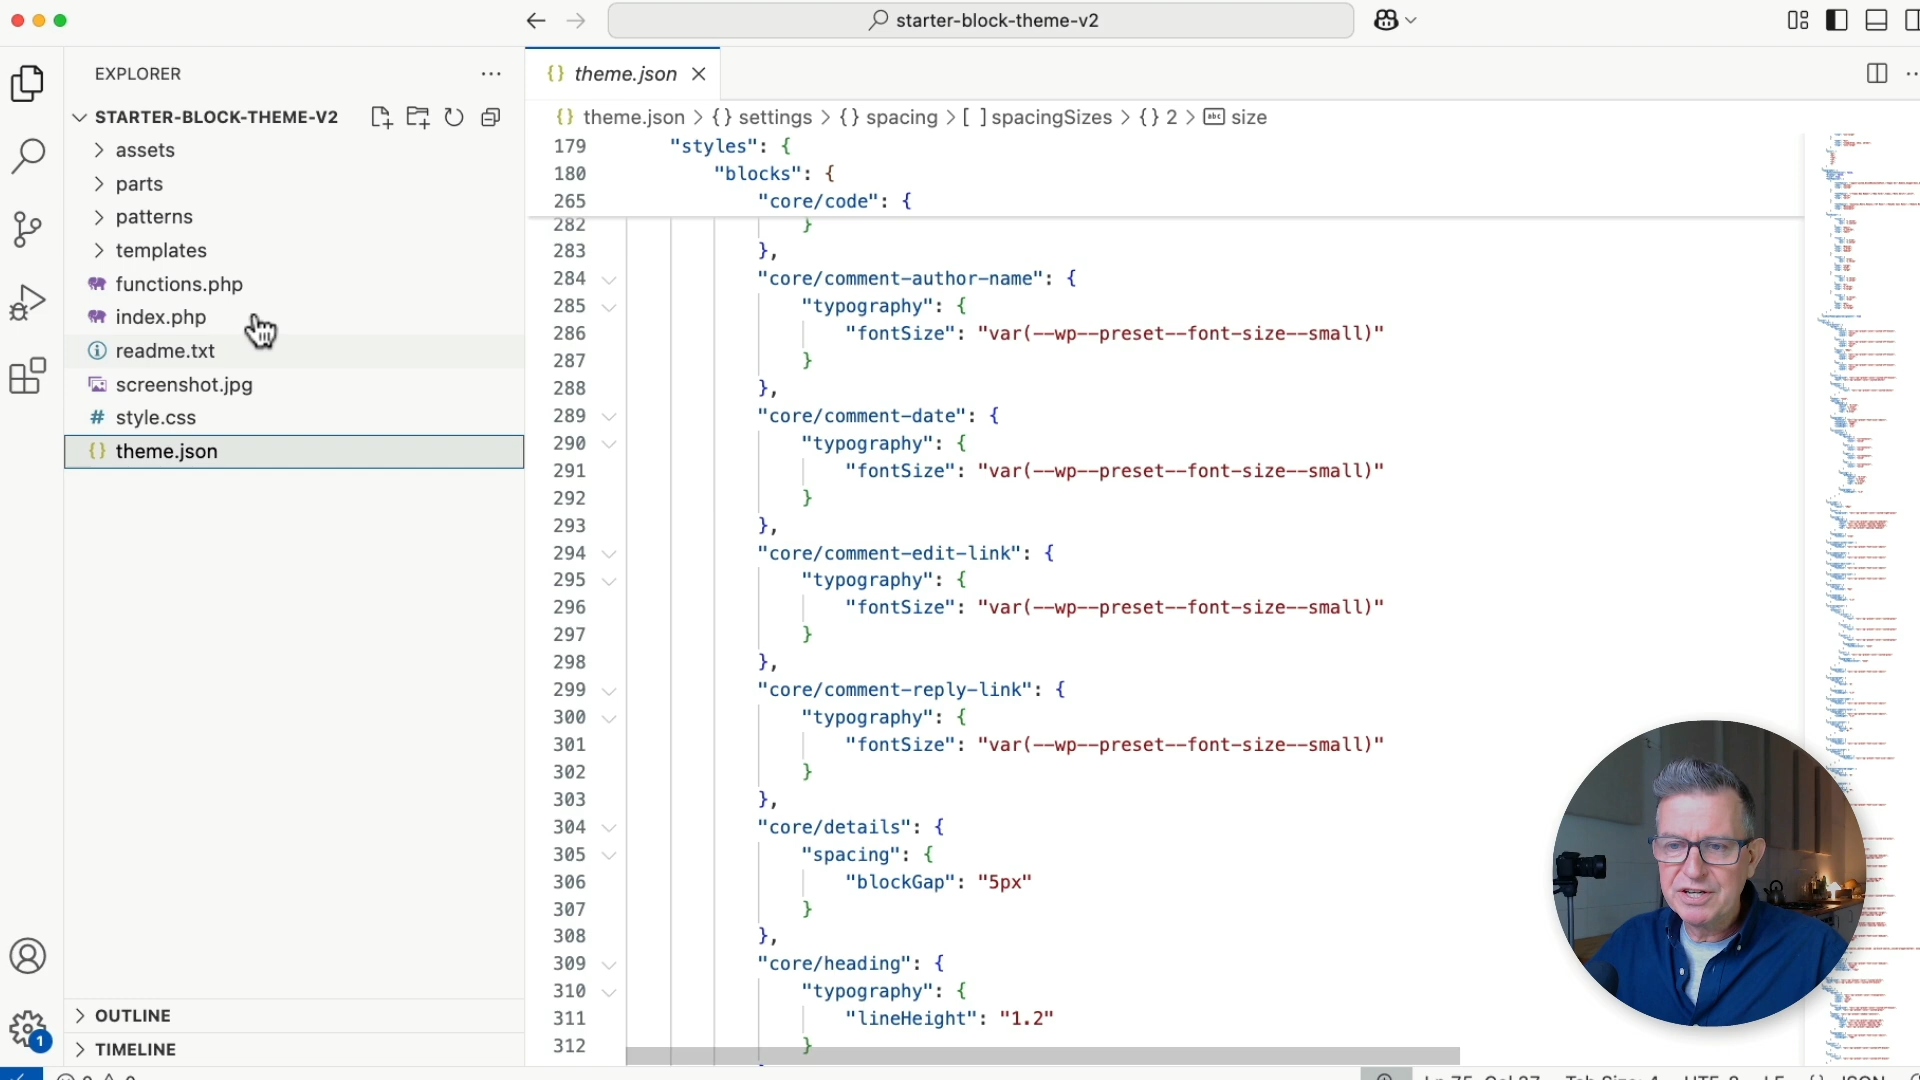 starter-block-theme-v2
EXPLORER
STARTER-BLOCK-THEME-V2
assets
parts
patterns
templates
functions.php
index.php
readme.txt
screenshot.jpg
# style.css
{} theme.json
OUTLINE
TIMELINE
1
{} theme.json
{} theme.json > {} settings > {} spacing > [ ] spacingSizes > {} 2 > abc size
179 "styles": {
180 "blocks": {
265 "core/code": {
282 }
283 },
284 "core/comment-author-name": {
285 "typography": {
286 "fontSize": "var(--wp--preset--font-size--small)"
287 }
288 },
289 "core/comment-date": {
290 "typography": {
291 "fontSize": "var(--wp--preset--font-size--small)"
292 }
293 },
294 "core/comment-edit-link": {
295 "typography": {
296 "fontSize": "var(--wp--preset--font-size--small)"
297 }
298 },
299 "core/comment-reply-link": {
300 "typography": {
301 "fontSize": "var(--wp--preset--font-size--small)"
302 }
303 },
304 "core/details": {
305 "spacing": {
306 "blockGap": "5px"
307 }
308 },
309 "core/heading": {
310 "typography": {
311 "lineHeight": "1.2"
312 }